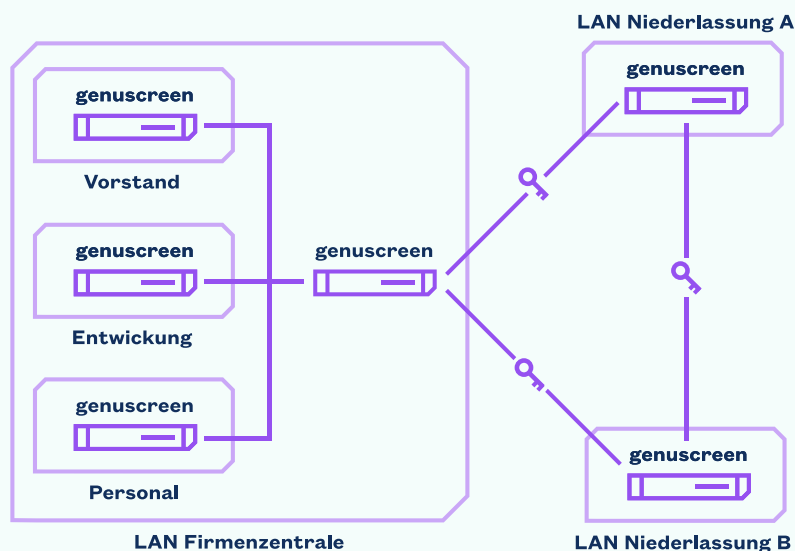 LAN Niederlassung A
genuscreen
genuscreen
Vorstand
genuscreen
genuscreen
Entwickung
genuscreen
Personal
genuscreen
LAN Firmenzentrale
LAN Niederlassung B